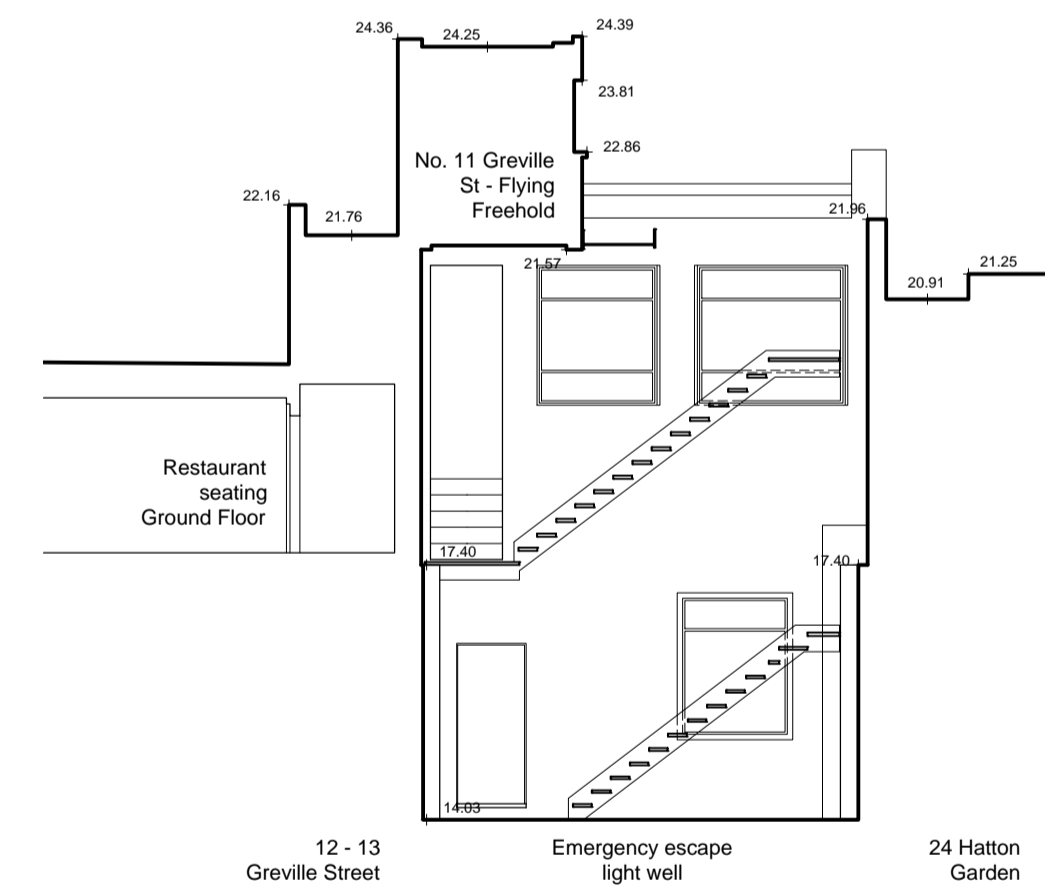 24.36
24.25
24.39
23.81
22.86
No. 11 Greville
St - Flying
Freehold
22.16
21.76
21.96
21.57
21.25
20.91
Restaurant
seating
Ground Floor
17.40
17.40
14.03
12 - 13
Greville Street
Emergency escape
light well
24 Hatton
Garden